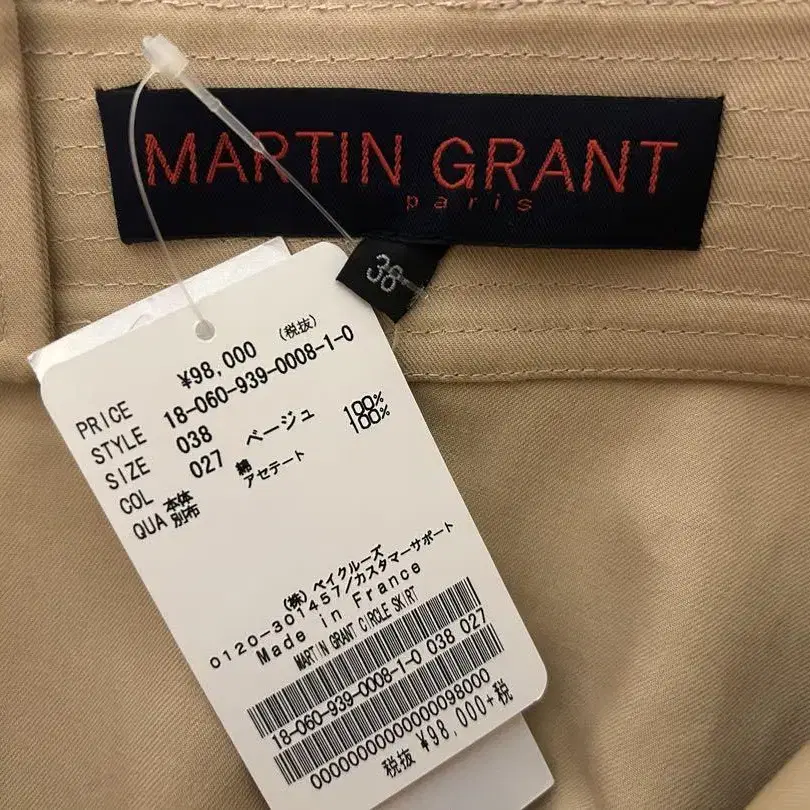 MARTIN GRANT
paris
38
PRICE ¥98,000 (税抜)
STYLE 18-060-939-0008-1-0
SIZE 038
COL 027 ベージュ
QUA 本体 綿 100%
別布 アセテート 100%
(株) ベイクルーズ
0120-301457/カスタマーサポート
Made in France
MARTIN GRANT CIRCLE SKIRT
18-060-939-0008-1-0 038 027
00000000000000098000
税抜 ¥98,000+税